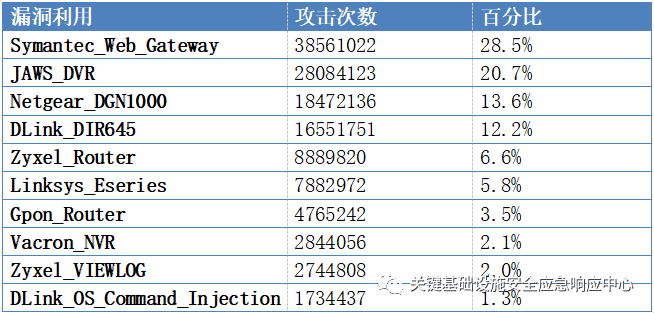 漏洞利用 攻击次数 百分比
Symantec_Web_Gateway 38561022 28.5%
JAWS_DVR 28084123 20.7%
Netgear_DGN1000 18472136 13.6%
DLink_DIR645 16551751 12.2%
Zyxel_Router 8889820 6.6%
Linksys_Eseries 7882972 5.8%
Gpon_Router 4765242 3.5%
Vacron_NVR 2844056 2.1%
Zyxel_VIEWLOG 2744808 2.0%
关键基础设施安全应急响应中心
DLink_OS_Command_Injection 1734437 1.3%